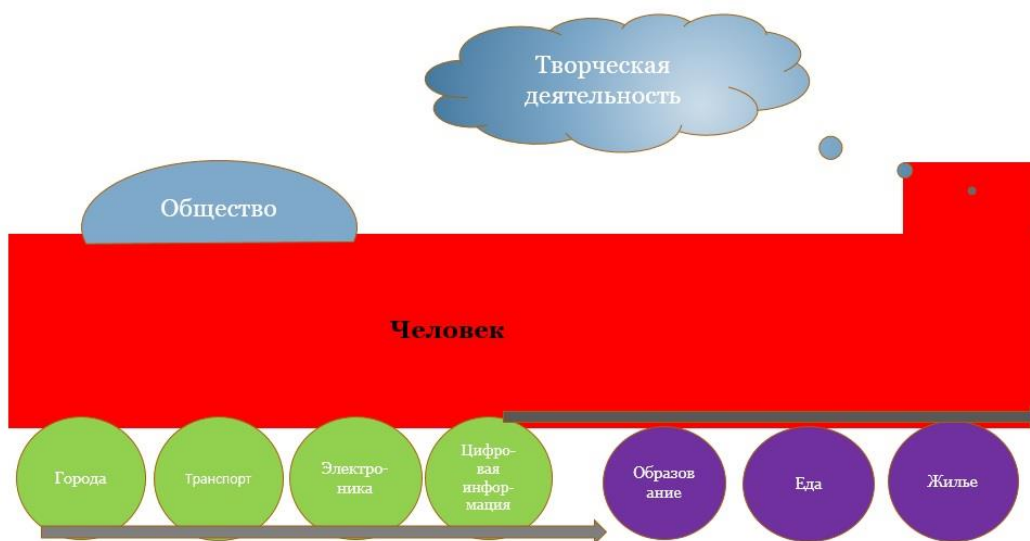 Творческая
деятельность
Общество
Человек
Города
Транспорт
Электро-
ника
Цифро-
вая
инфор-
мация
Образов
ание
Еда
Жилье